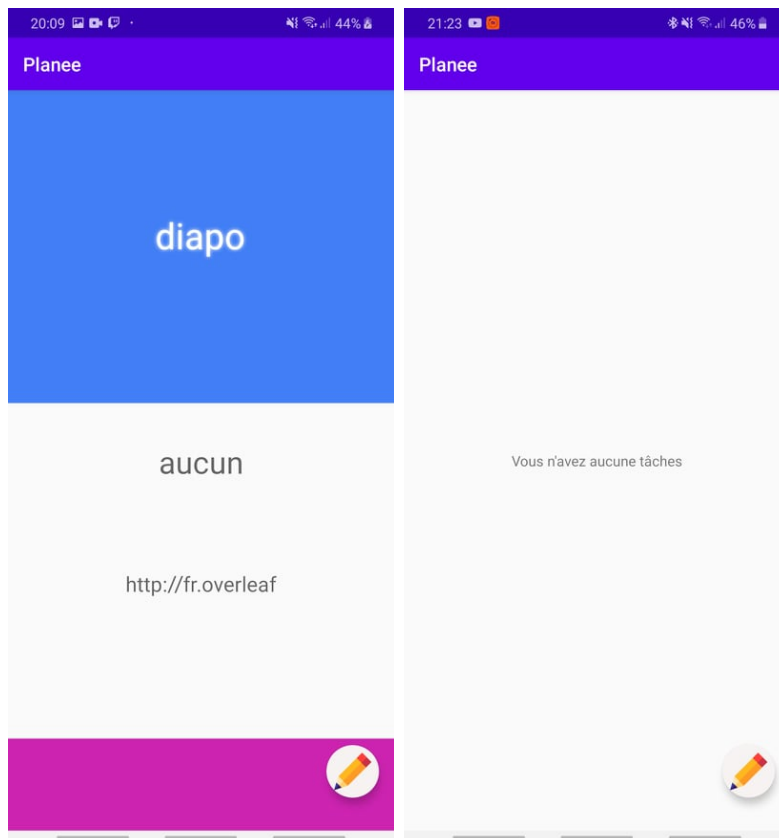 20:09
44%
Planee
diapo
aucun
http://fr.overleaf
21:23
46%
Planee
Vous n'avez aucune tâches